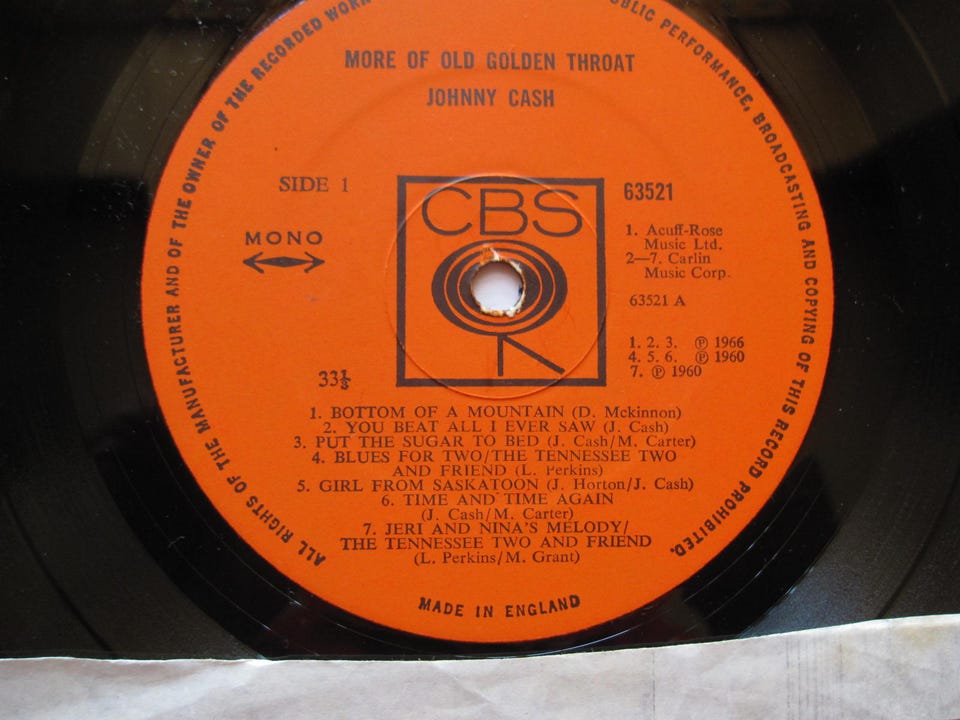 MORE OF OLD GOLDEN THROAT
JOHNNY CASH
SIDE 1
MONO
CBS
63521
1. Acuff-Rose
Music Ltd.
2—7. Carlin
Music Corp.
63521 A
1. 2. 3. ℗ 1966
4. 5. 6. ℗ 1960
7. ℗ 1960
33⅓
1. BOTTOM OF A MOUNTAIN (D. Mckinnon)
2. YOU BEAT ALL I EVER SAW (J. Cash)
3. PUT THE SUGAR TO BED (J. Cash/M. Carter)
4. BLUES FOR TWO/THE TENNESSEE TWO
AND FRIEND (L. Perkins)
5. GIRL FROM SASKATOON (J. Horton/J. Cash)
6. TIME AND TIME AGAIN
(J. Cash/M. Carter)
7. JERI AND NINA'S MELODY/
THE TENNESSEE TWO AND FRIEND
(L. Perkins/M. Grant)
ALL RIGHTS OF THE MANUFACTURER AND OF THE OWNER OF THE RECORDED WORK
PUBLIC PERFORMANCE, BROADCASTING AND COPYING OF THIS RECORD PROHIBITED.
MADE IN ENGLAND